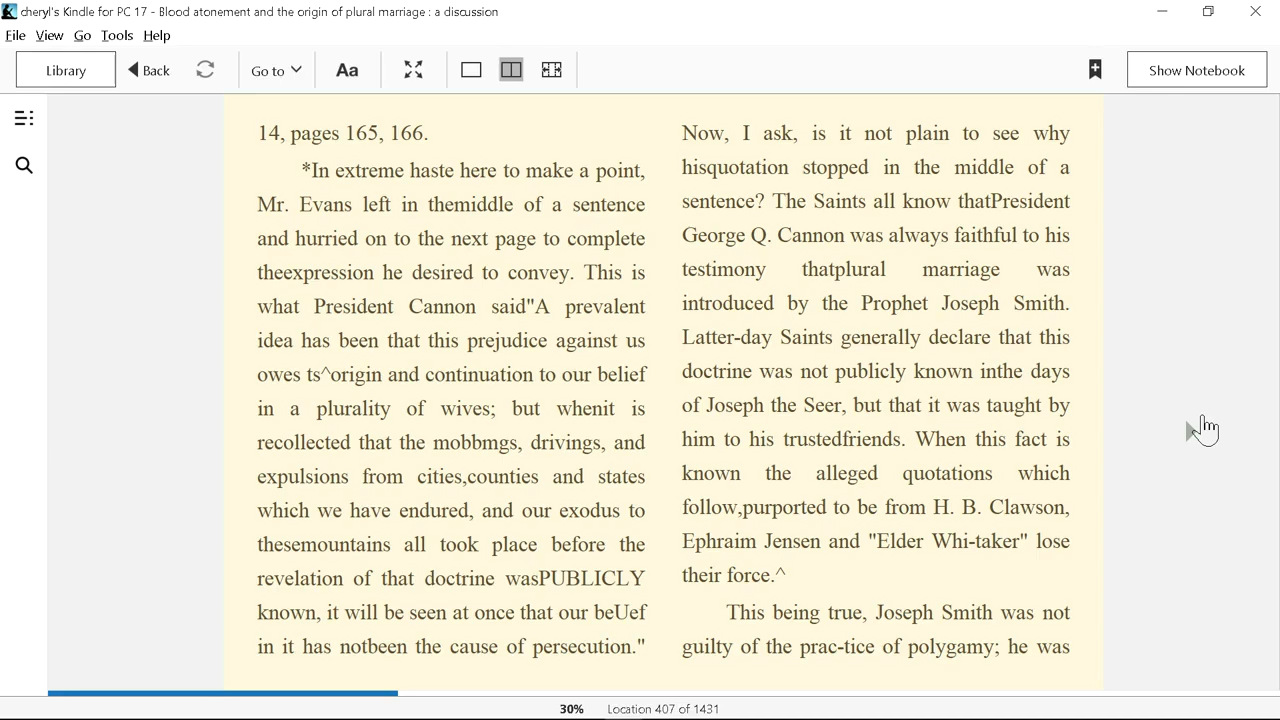 cheryl's Kindle for PC 17 - Blood atonement and the origin of plural marriage : a discussion
File View Go Tools Help
Library Back Go to Aa Show Notebook
14, pages 165, 166.
*In extreme haste here to make a point,
Mr. Evans left in themiddle of a sentence
and hurried on to the next page to complete
theexpression he desired to convey. This is
what President Cannon said"A prevalent
idea has been that this prejudice against us
owes ts^origin and continuation to our belief
in a plurality of wives; but whenit is
recollected that the mobbmgs, drivings, and
expulsions from cities,counties and states
which we have endured, and our exodus to
thesemountains all took place before the
revelation of that doctrine wasPUBLICLY
known, it will be seen at once that our beUef
in it has notbeen the cause of persecution."
Now, I ask, is it not plain to see why
hisquotation stopped in the middle of a
sentence? The Saints all know thatPresident
George Q. Cannon was always faithful to his
testimony thatplural marriage was
introduced by the Prophet Joseph Smith.
Latter-day Saints generally declare that this
doctrine was not publicly known inthe days
of Joseph the Seer, but that it was taught by
him to his trustedfriends. When this fact is
known the alleged quotations which
follow,purported to be from H. B. Clawson,
Ephraim Jensen and "Elder Whi-taker" lose
their force.^
This being true, Joseph Smith was not
guilty of the prac-tice of polygamy; he was
30% Location 407 of 1431